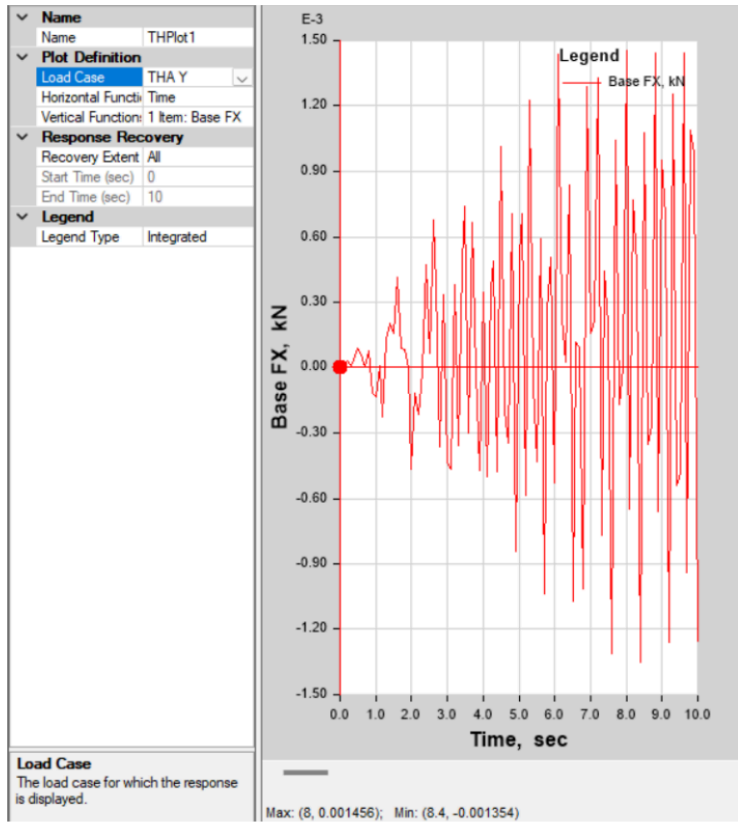 Name
Name THPlot1
Plot Definition
Load Case THA Y
Horizontal Functi Time
Vertical Function: 1 Item: Base FX
Response Recovery
Recovery Extent All
Start Time (sec) 0
End Time (sec) 10
Legend
Legend Type Integrated
Load Case
The load case for which the response
is displayed.
E-3
Legend
Base FX, kN
1.50
1.20
0.90
0.60
0.30
0.00
-0.30
-0.60
-0.90
-1.20
-1.50
Base FX, kN
0.0 1.0 2.0 3.0 4.0 5.0 6.0 7.0 8.0 9.0 10.0
Time, sec
Max: (8, 0.001456); Min: (8.4, -0.001354)